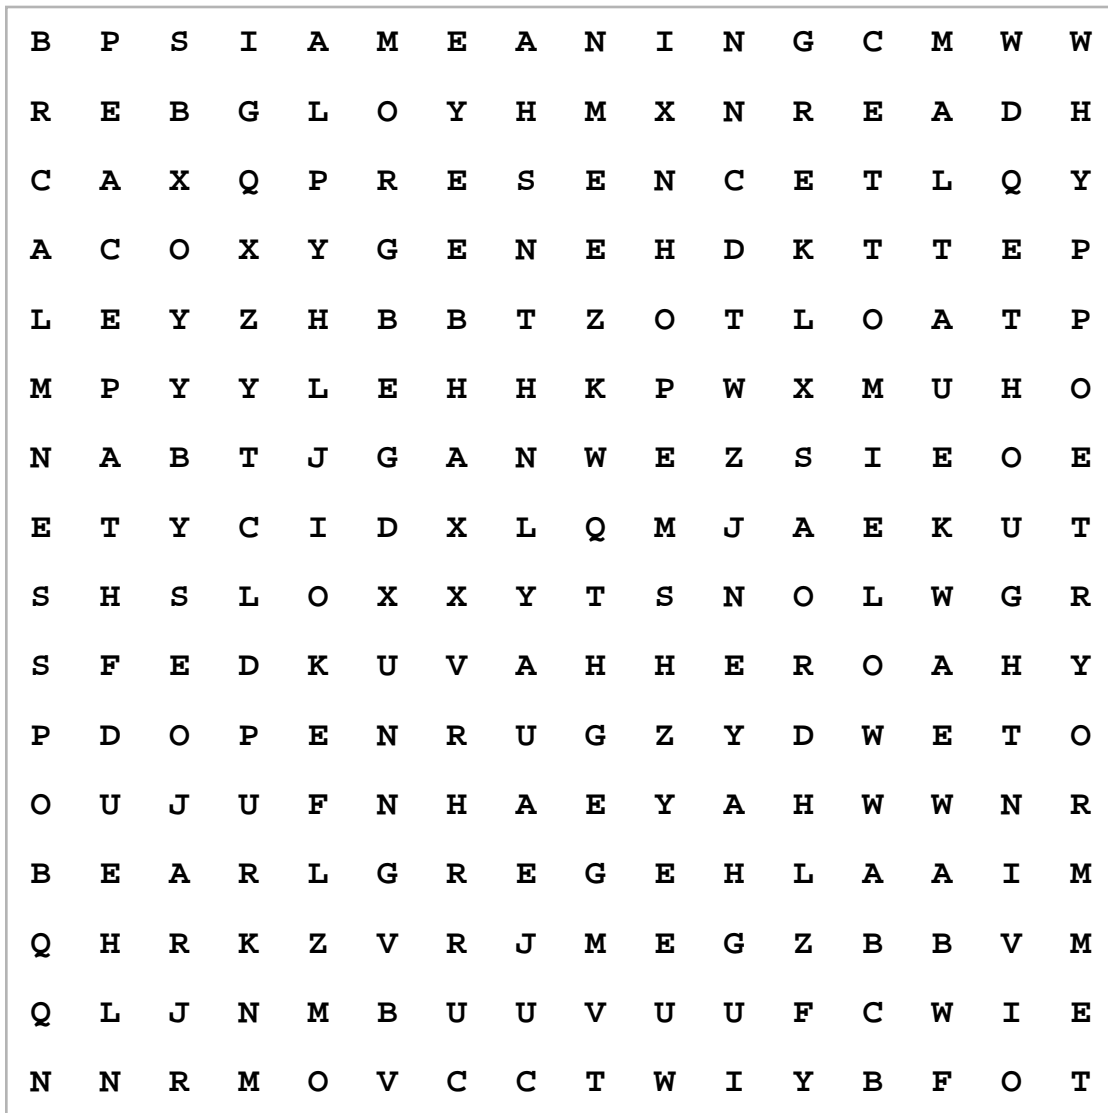 B P S I A M E A N I N G C M W W
R E B G L O Y H M X N R E A D H
C A X Q P R E S E N C E T L Q Y
A C O X Y G E N E H D K T T E P
L E Y Z H B B T Z O T L O A T P
M P Y Y L E H H K P W X M U H O
N A B T J G A N W E Z S I E O E
E T Y C I D X L Q M J A E K U T
S H S L O X X Y T S N O L W G R
S F E D K U V A H H E R O A H Y
P D O P E N R U G Z Y D W E T O
O U J U F N H A E Y A H W W N R
B E A R L G R E G E H L A A I M
Q H R K Z V R J M E G Z B B V M
Q L J N M B U U V U U F C W I E
N N R M O V C C T W I Y B F O T